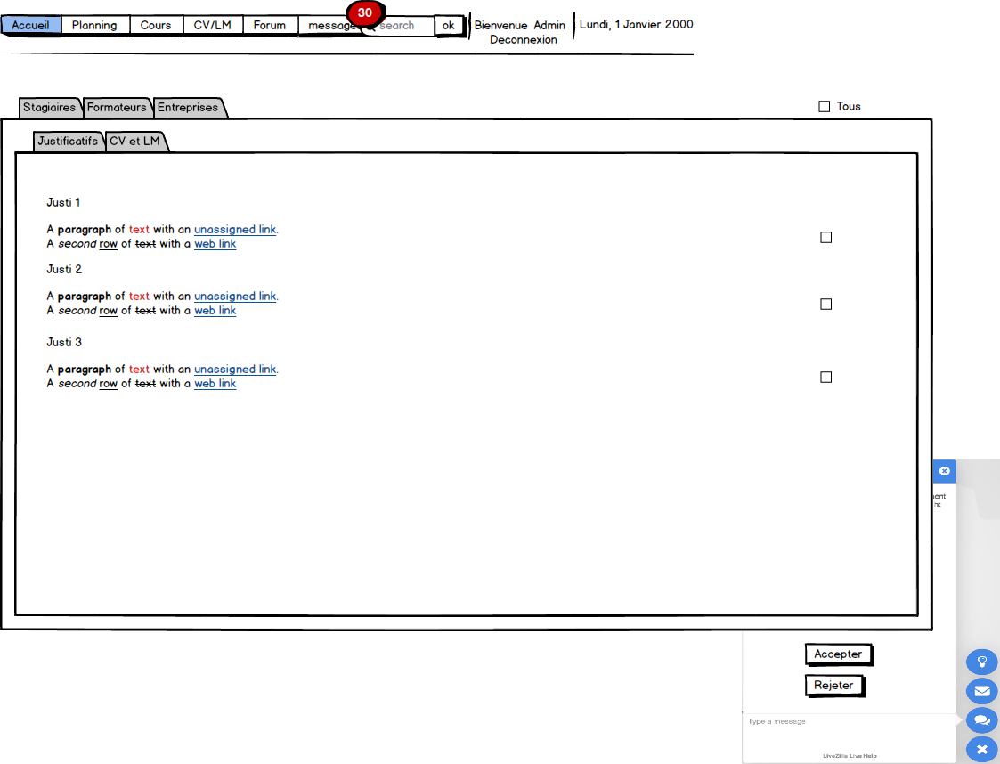 30
Accueil Planning Cours CV/LM Forum message search ok Bienvenue Admin Lundi, 1 Janvier 2000
Deconnexion
Stagiaires Formateurs Entreprises Tous
Justificatifs CV et LM
Justi 1
A paragraph of text with an unassigned link.
A second row of text with a web link
Justi 2
A paragraph of text with an unassigned link.
A second row of text with a web link
Justi 3
A paragraph of text with an unassigned link.
A second row of text with a web link
Accepter
Rejeter
Type a message
LiveZilla Live Help